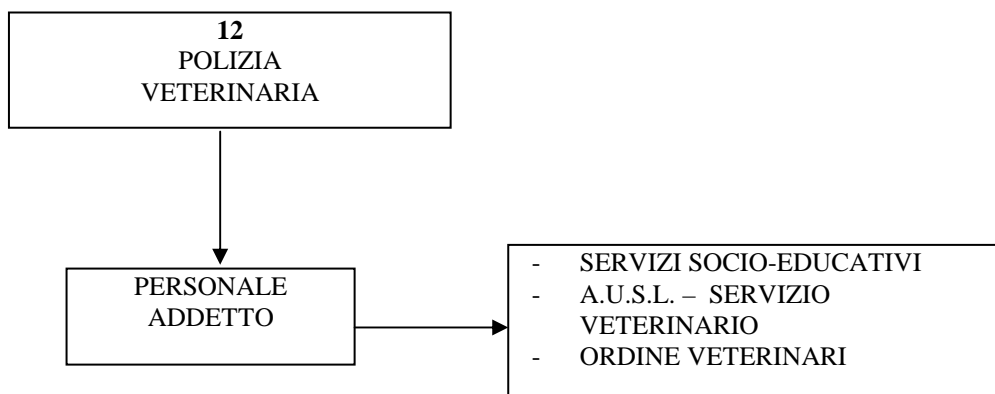 12
POLIZIA
VETERINARIA
PERSONALE
ADDETTO
- SERVIZI SOCIO-EDUCATIVI
- A.U.S.L. – SERVIZIO
VETERINARIO
- ORDINE VETERINARI